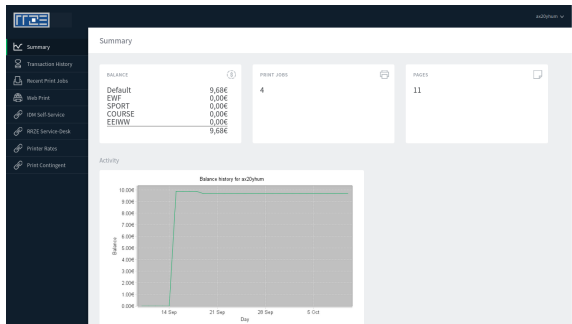 RRZE
ax20yhum
Summary
Transaction History
Recent Print Jobs
Web Print
IDM Self-Service
RRZE Service-Desk
Printer Rates
Print Contingent
Summary
BALANCE
Default 9,68€
EWF 0,00€
SPORT 0,00€
COURSE 0,00€
EEIWW 0,00€
9,68€
PRINT JOBS
4
PAGES
11
Activity
Balance history for ax20yhum
10.00€
9.00€
8.00€
7.00€
6.00€
5.00€
4.00€
3.00€
2.00€
1.00€
0.00€
Balance
14 Sep 21 Sep 28 Sep 5 Oct
Day